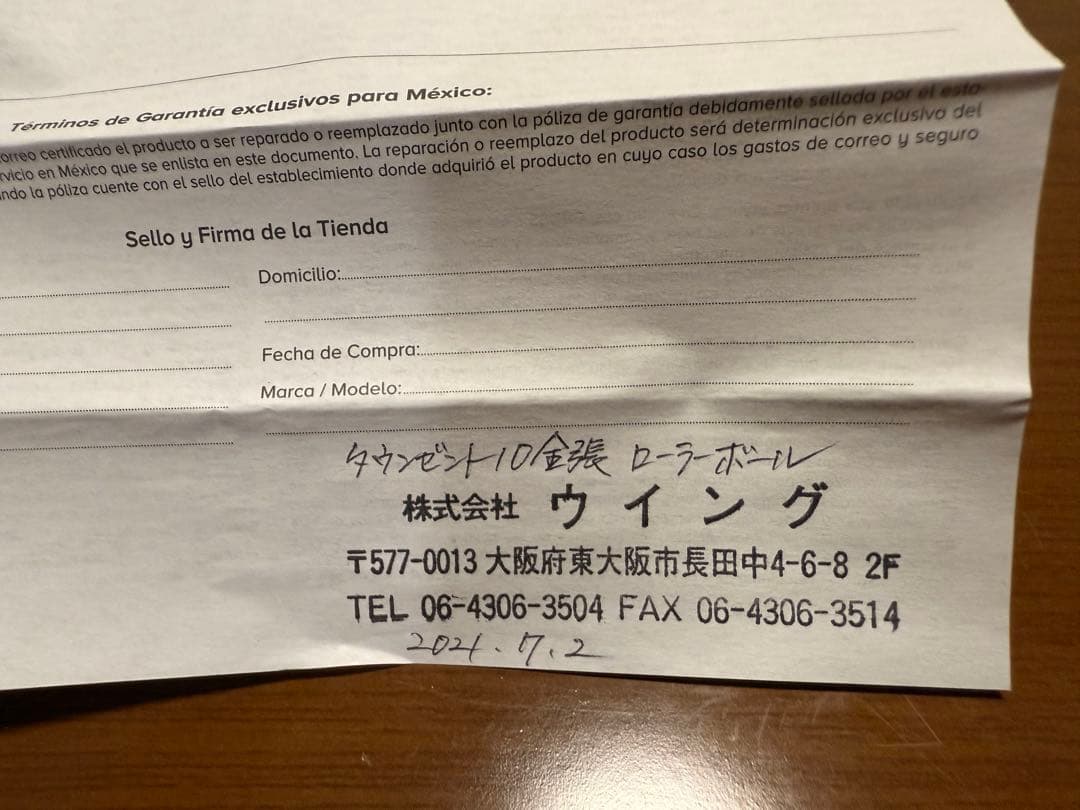 Términos de Garantía exclusivos para México:
correo certificado el producto a ser reparado o reemplazado junto con la póliza de garantía debidamente sellada por el esta-
rvicio en México que se enlista en este documento. La reparación o reemplazo del producto será determinación exclusivo del
ndo la póliza cuente con el sello del establecimiento donde adquirió el producto en cuyo caso los gastos de correo y seguro
Sello y Firma de la Tienda
Domicilio:
Fecha de Compra:
Marca / Modelo:
タウンゼント10金張 ローラーボール
株式会社 ウイング
〒577-0013 大阪府東大阪市長田中4-6-8 2F
TEL 06-4306-3504 FAX 06-4306-3514
2021.7.2